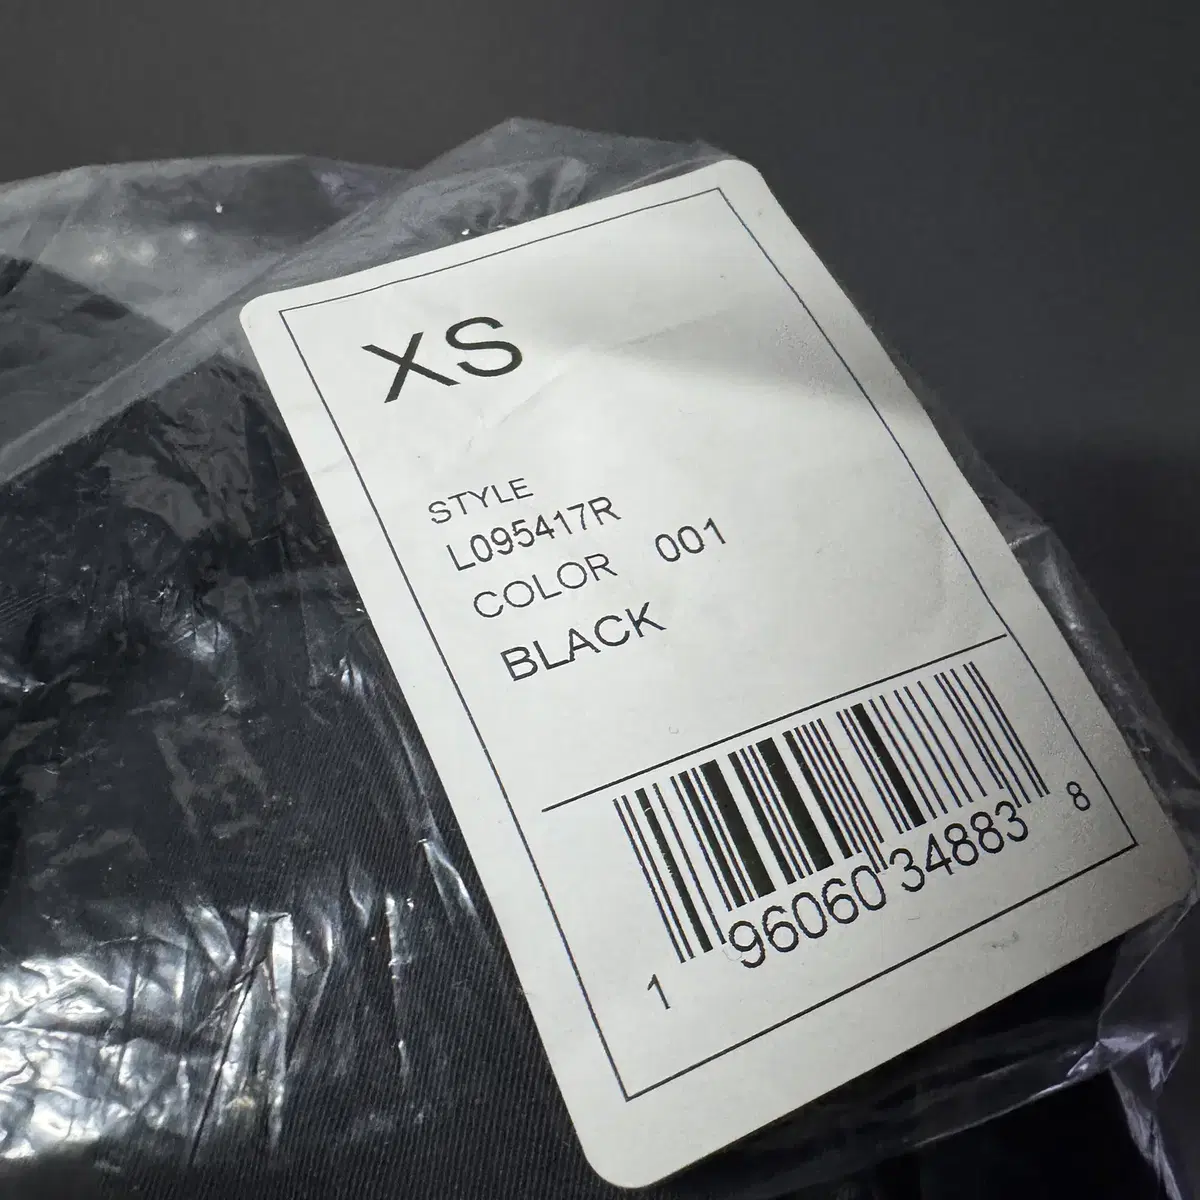 XS
STYLE
L095417R
COLOR 001
BLACK
1 96060 34883 8